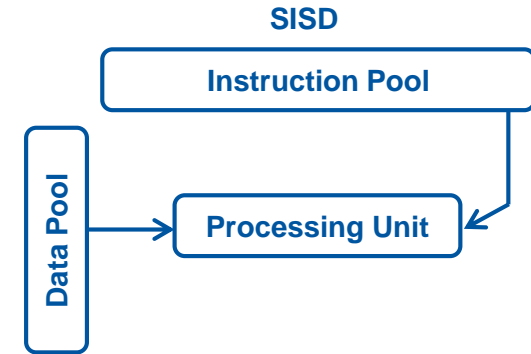 SISD
Instruction Pool
Data Pool
Processing Unit